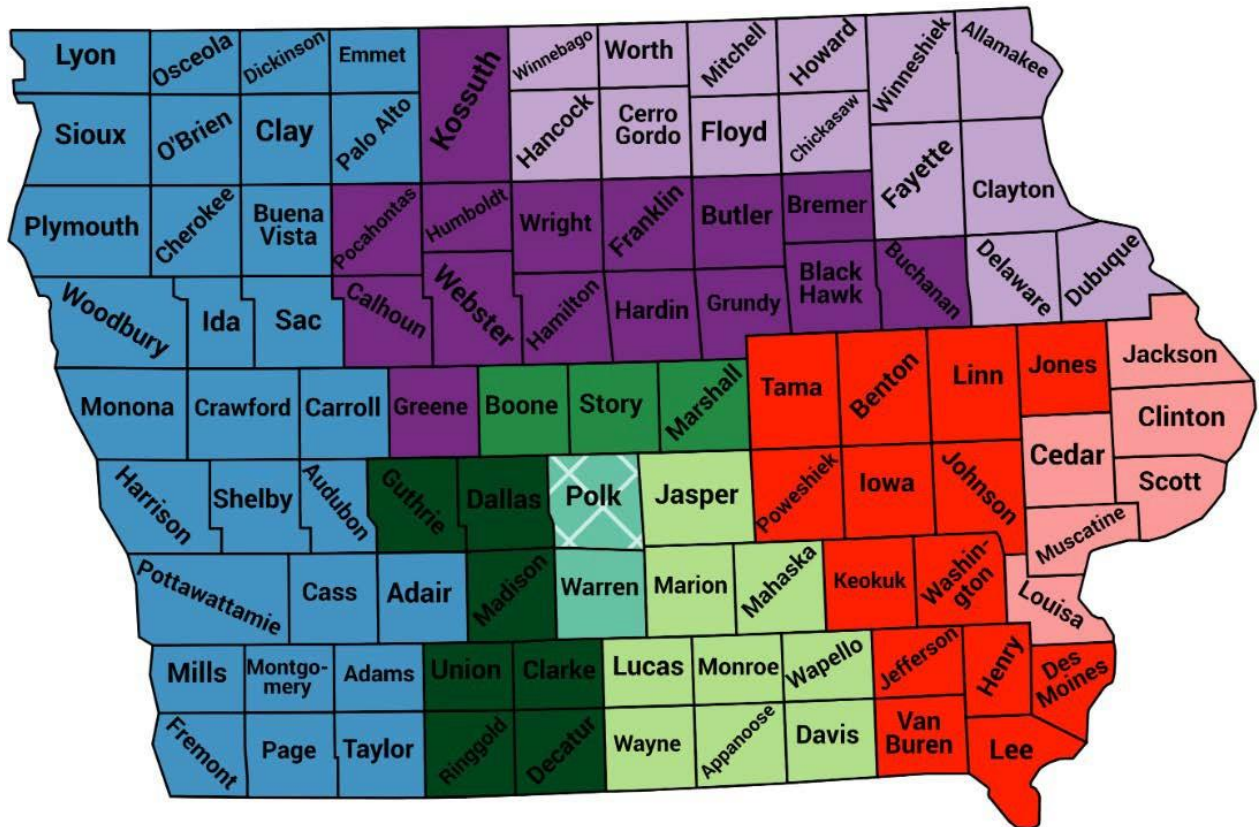 Lyon
Osceola
Dickinson
Emmet
Kossuth
Winnebago
Worth
Mitchell
Howard
Winneshiek
Allamakee
Sioux
O'Brien
Clay
Palo Alto
Hancock
Cerro
Gordo
Floyd
Chickasaw
Fayette
Clayton
Plymouth
Cherokee
Buena
Vista
Pocahontas
Humboldt
Wright
Franklin
Butler
Bremer
Woodbury
Ida
Sac
Calhoun
Webster
Hamilton
Hardin
Grundy
Black
Hawk
Buchanan
Delaware
Dubuque
Monona
Crawford
Carroll
Greene
Boone
Story
Marshall
Tama
Benton
Linn
Jones
Jackson
Clinton
Cedar
Scott
Harrison
Shelby
Audubon
Guthrie
Dallas
Polk
Jasper
Poweshiek
Iowa
Johnson
Muscatine
Pottawattamie
Cass
Adair
Madison
Warren
Marion
Mahaska
Keokuk
Washin-
gton
Louisa
Mills
Montgo-
mery
Adams
Union
Clarke
Lucas
Monroe
Wapello
Jefferson
Henry
Des
Moines
Fremont
Page
Taylor
Ringgold
Decatur
Wayne
Appanoose
Davis
Van
Buren
Lee